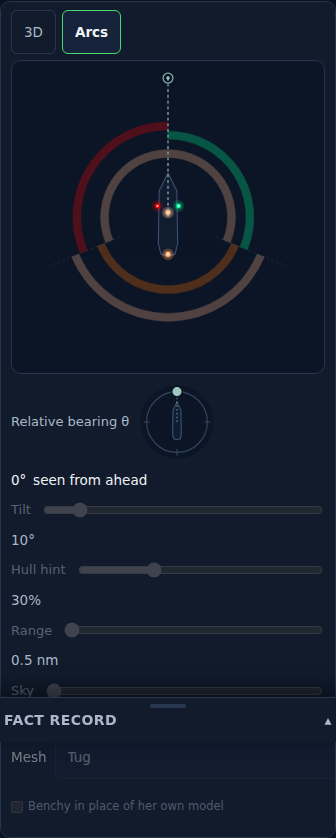 3D
Arcs
Relative bearing θ
0° seen from ahead
Tilt
10°
Hull hint
30%
Range
0.5 nm
Sky
FACT RECORD ▲
Mesh
Tug
Benchy in place of her own model